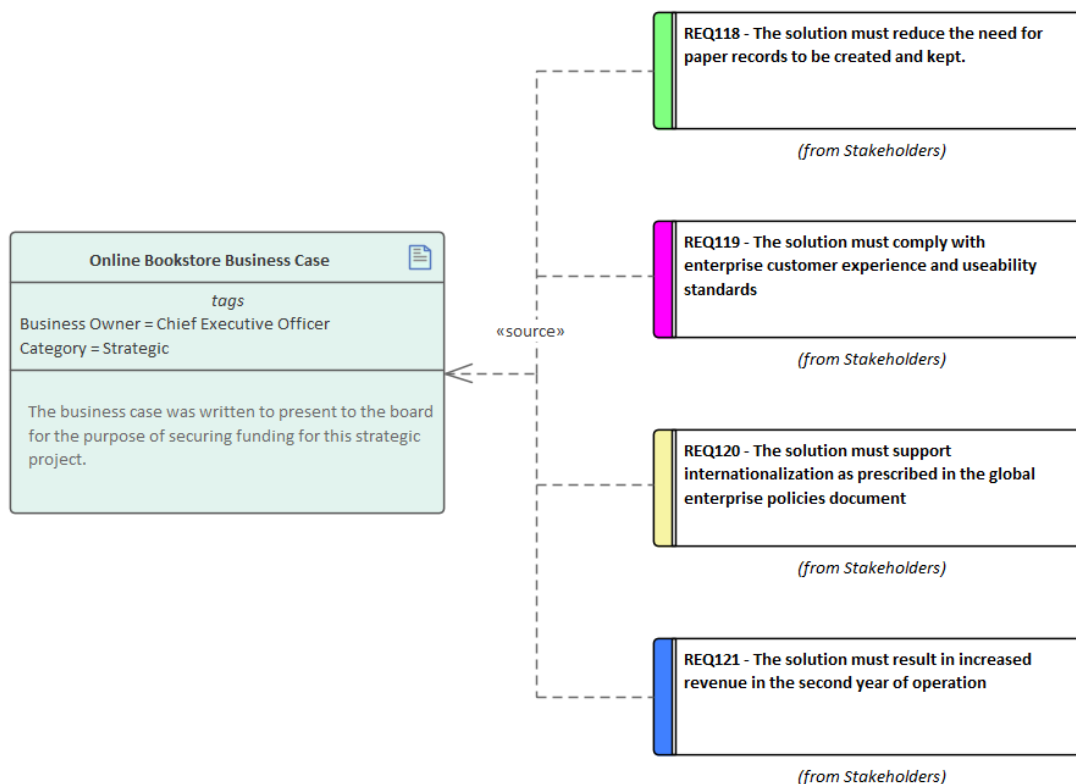 REQ118 - The solution must reduce the need for
paper records to be created and kept.
(from Stakeholders)
REQ119 - The solution must comply with
enterprise customer experience and useability
standards
(from Stakeholders)
Online Bookstore Business Case
tags
Business Owner = Chief Executive Officer
Category = Strategic
The business case was written to present to the board
for the purpose of securing funding for this strategic
project.
«source»
REQ120 - The solution must support
internationalization as prescribed in the global
enterprise policies document
(from Stakeholders)
REQ121 - The solution must result in increased
revenue in the second year of operation
(from Stakeholders)